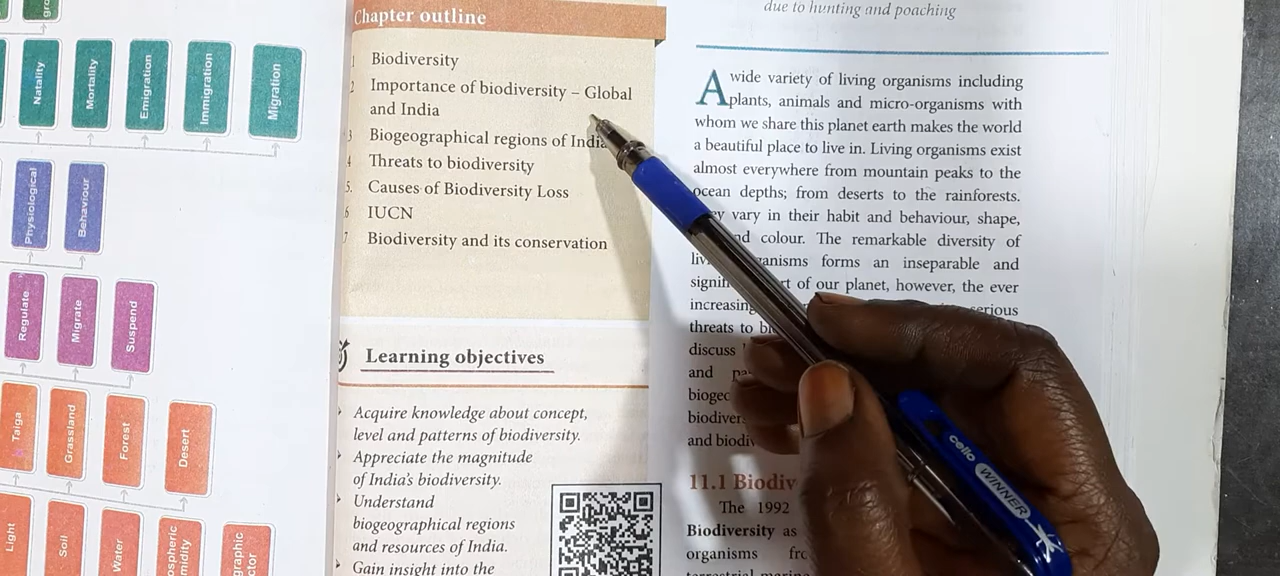 Natality
Mortality
Emigration
Immigration
Migration
Physiological
Behaviour
Regulate
Migrate
Suspend
Taiga
Grassland
Forest
Desert
Light
Soil
Water
Chapter outline
1 Biodiversity
2 Importance of biodiversity – Global
and India
3 Biogeographical regions of India
4 Threats to biodiversity
5. Causes of Biodiversity Loss
6 IUCN
7 Biodiversity and its conservation
Learning objectives
Acquire knowledge about concept,
level and patterns of biodiversity.
Appreciate the magnitude
of India's biodiversity.
Understand
biogeographical regions
and resources of India.
Gain insight into the
due to hunting and poaching
A wide variety of living organisms including
plants, animals and micro-organisms with
whom we share this planet earth makes the world
a beautiful place to live in. Living organisms exist
almost everywhere from mountain peaks to the
ocean depths; from deserts to the rainforests.
vary in their habit and behaviour, shape,
colour. The remarkable diversity of
forms an inseparable and
of our planet, however, the ever
increasing serious
threats to
discuss
and
and
11.1
The 1992
Biodiversity as
organisms
cello WINNER